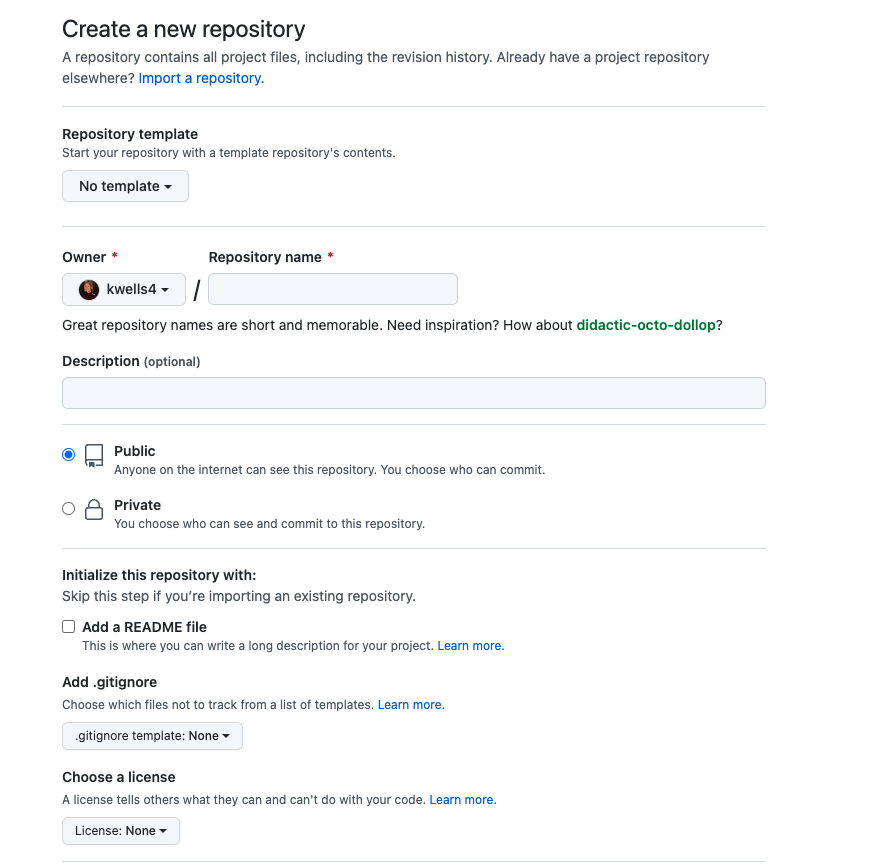 Create a new repository
A repository contains all project files, including the revision history. Already have a project repository
elsewhere? Import a repository.
Repository template
Start your repository with a template repository's contents.
No template
Owner * Repository name *
kwells4 /
Great repository names are short and memorable. Need inspiration? How about didactic-octo-dollop?
Description (optional)
Public
Anyone on the internet can see this repository. You choose who can commit.
Private
You choose who can see and commit to this repository.
Initialize this repository with:
Skip this step if you’re importing an existing repository.
Add a README file
This is where you can write a long description for your project. Learn more.
Add .gitignore
Choose which files not to track from a list of templates. Learn more.
.gitignore template: None
Choose a license
A license tells others what they can and can't do with your code. Learn more.
License: None